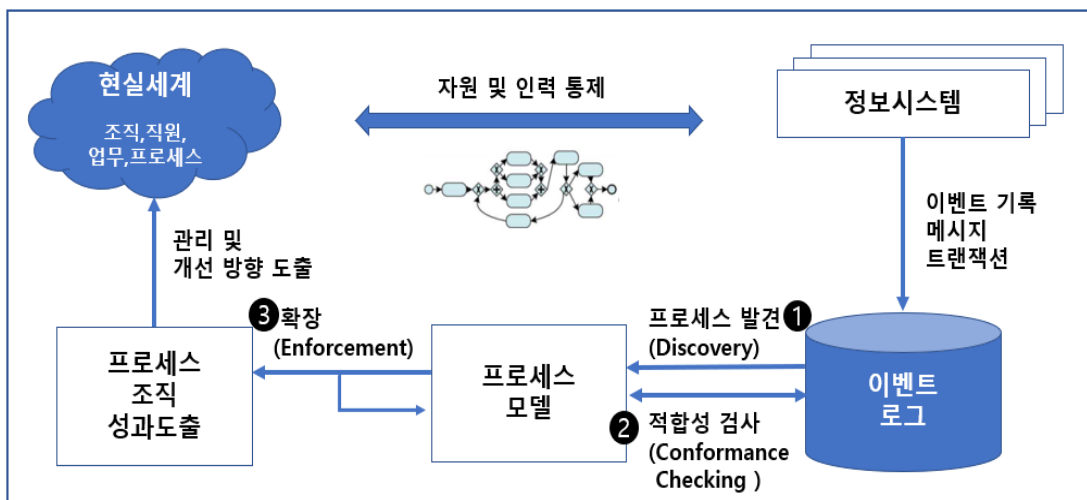 현실세계
조직,직원,
업무,프로세스
자원 및 인력 통제
정보시스템
이벤트 기록
메시지
트랜잭션
관리 및
개선 방향 도출
3 확장
(Enforcement)
프로세스 발견 1
(Discovery)
프로세스
조직
성과도출
프로세스
모델
이벤트
로그
2 적합성 검사
(Conformance
Checking )